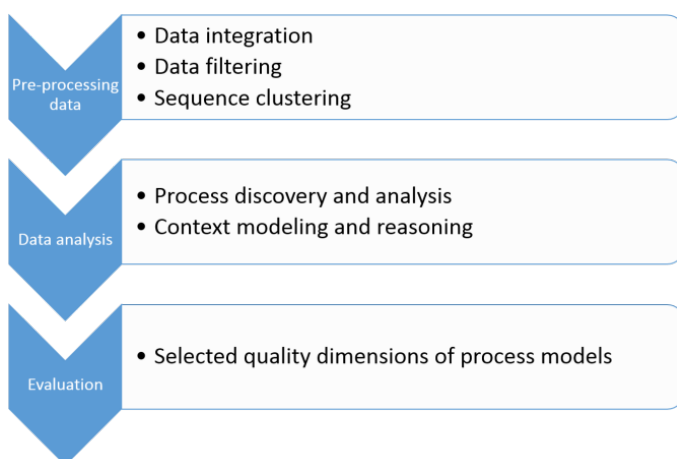 Pre-processing
data
• Data integration
• Data filtering
• Sequence clustering
Data analysis
• Process discovery and analysis
• Context modeling and reasoning
Evaluation
• Selected quality dimensions of process models